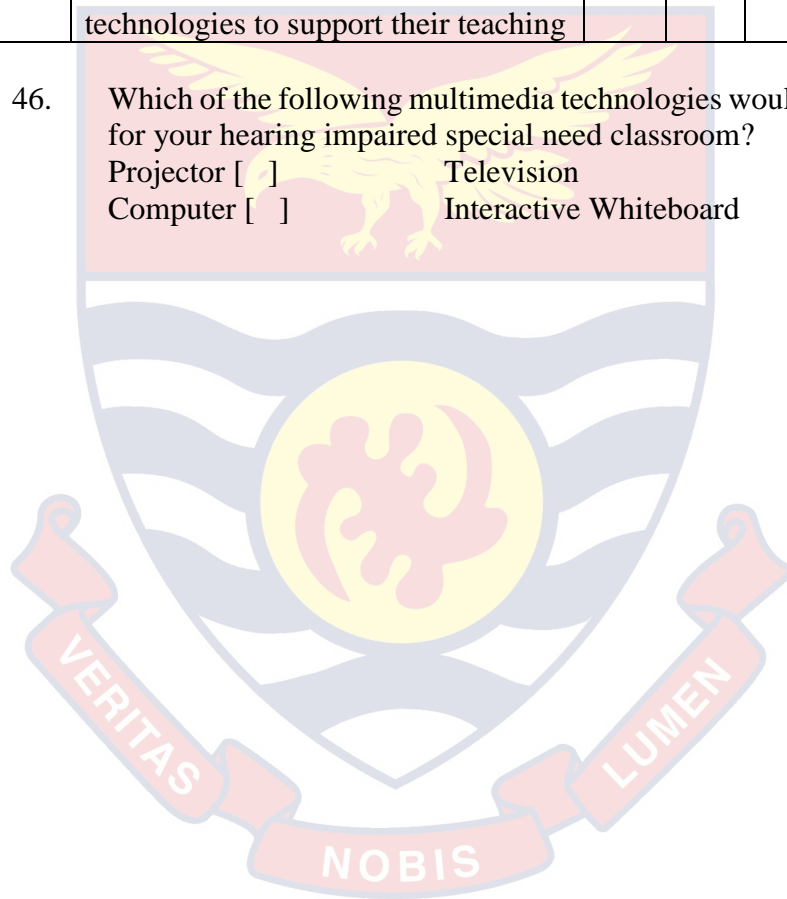 technologies to support their teaching
46. Which of the following multimedia technologies woul
for your hearing impaired special need classroom?
Projector [ ] Television
Computer [ ] Interactive Whiteboard
VERITAS
NOBIS
LUMEN